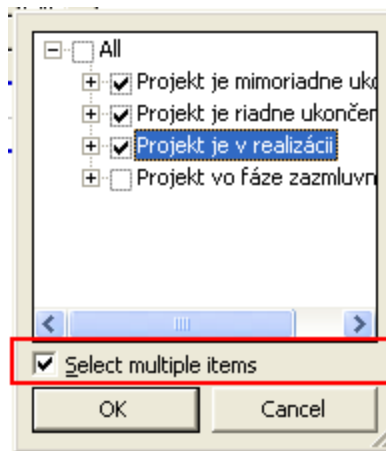 All
Projekt je mimoriadne uko
Projekt je riadne ukončen
Projekt je v realizácii
Projekt vo fáze zazmluvn
Select multiple items
OK
Cancel